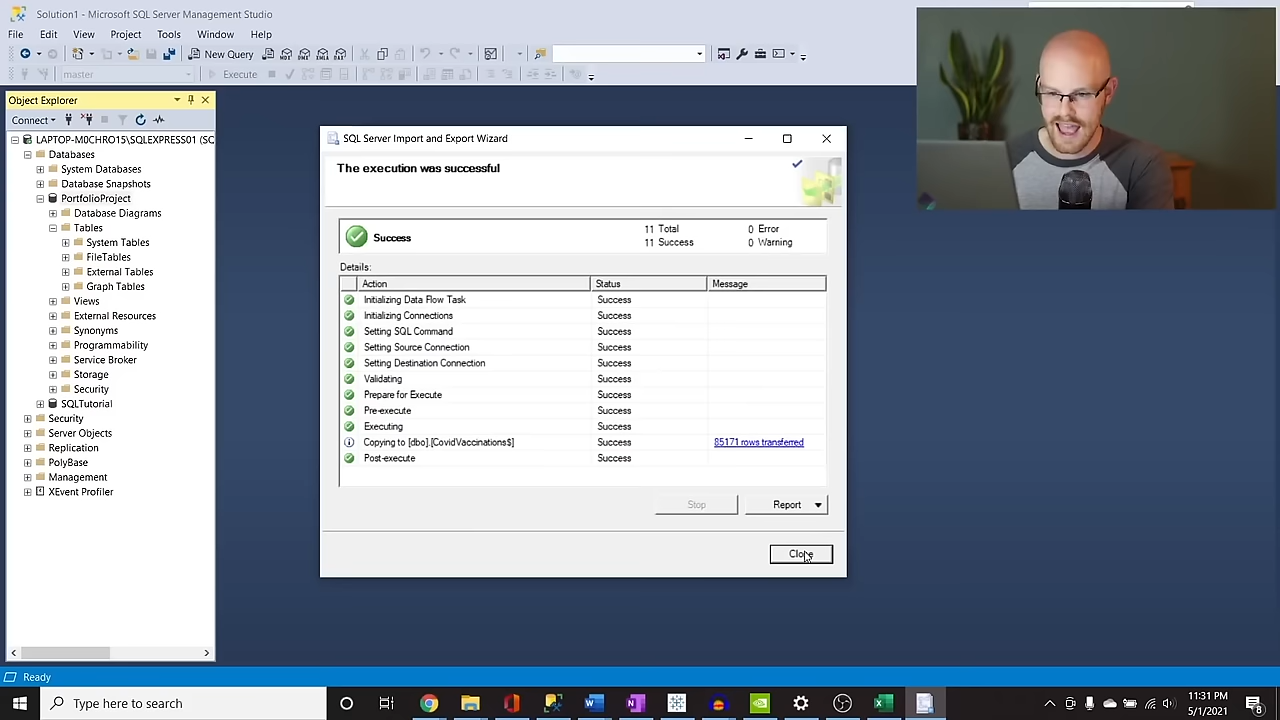 Solution1 - Microsoft SQL Server Management Studio
File Edit View Project Tools Window Help
New Query
MDX DMX XMLA DAX
master
Execute
Object Explorer
Connect
LAPTOP-M0CHRO15\SQLEXPRESS01 (SC
Databases
System Databases
Database Snapshots
PortfolioProject
Database Diagrams
Tables
System Tables
FileTables
External Tables
Graph Tables
Views
External Resources
Synonyms
Programmability
Service Broker
Storage
Security
SQLTutorial
Security
Server Objects
Replication
PolyBase
Management
XEvent Profiler
SQL Server Import and Export Wizard
The execution was successful
Success
11 Total 0 Error
11 Success 0 Warning
Details:
Action Status Message
Initializing Data Flow Task Success
Initializing Connections Success
Setting SQL Command Success
Setting Source Connection Success
Setting Destination Connection Success
Validating Success
Prepare for Execute Success
Pre-execute Success
Executing Success
Copying to [dbo].[CovidVaccinations$] Success 85171 rows transferred
Post-execute Success
Stop Report
Close
Ready
Type here to search
11:31 PM
5/1/2021
8